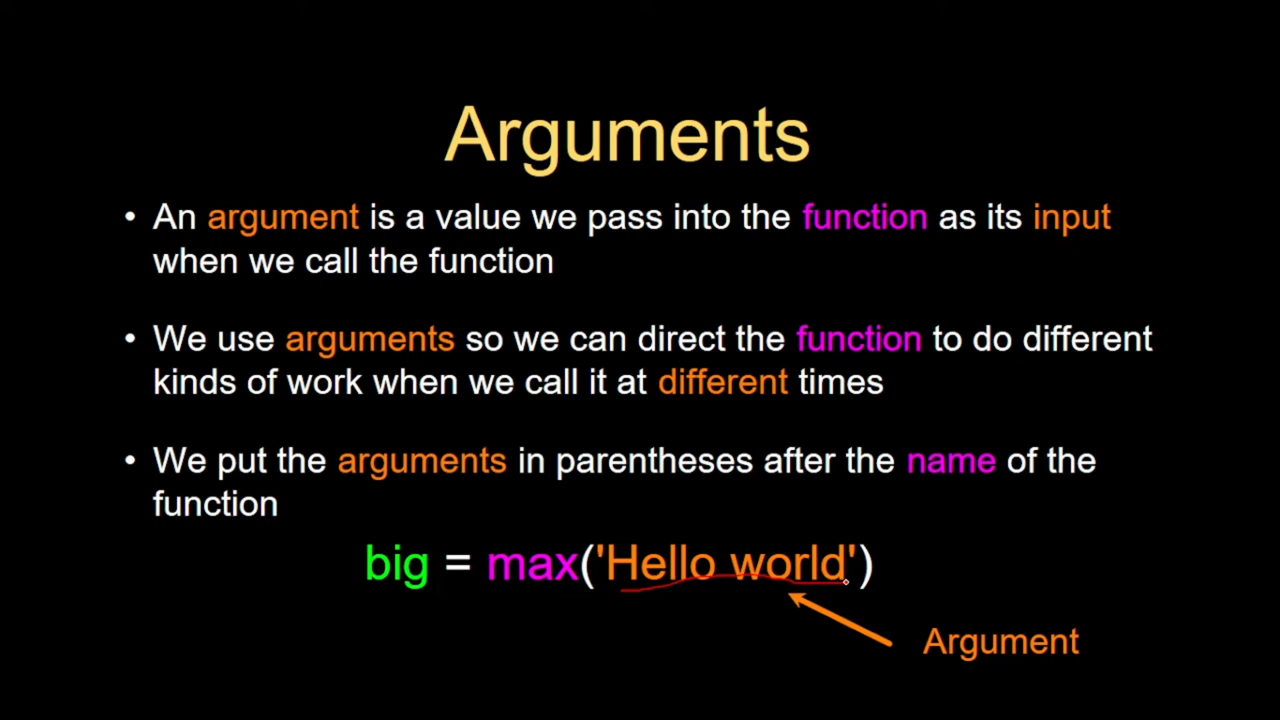 Arguments
• An argument is a value we pass into the function as its input
when we call the function
• We use arguments so we can direct the function to do different
kinds of work when we call it at different times
• We put the arguments in parentheses after the name of the
function
big = max('Hello world')
Argument